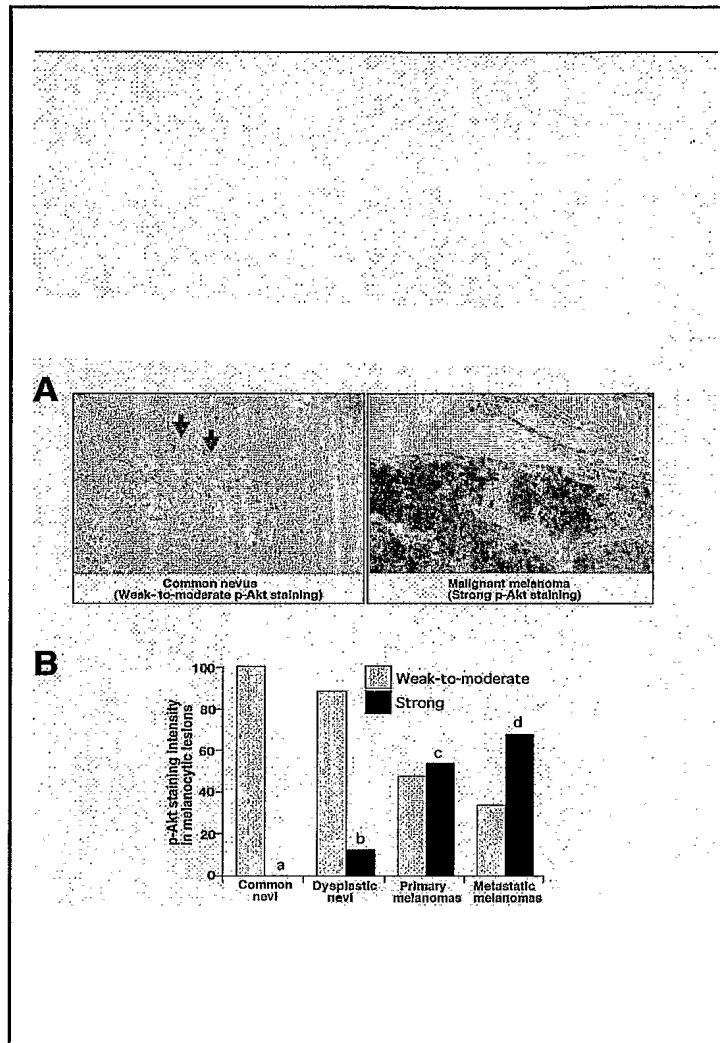 A
Common nevus
(Weak- to-moderate p-Akt staining)
Malignant melanoma
(Strong p-Akt staining)
B
p-Akt staining intensity
in melanocytic lesions
100
80
60
40
20
0
Weak-to-moderate
Strong
a
b
c
d
Common
nevi
Dysplastic
nevi
Primary
melanomas
Metastatic
melanomas